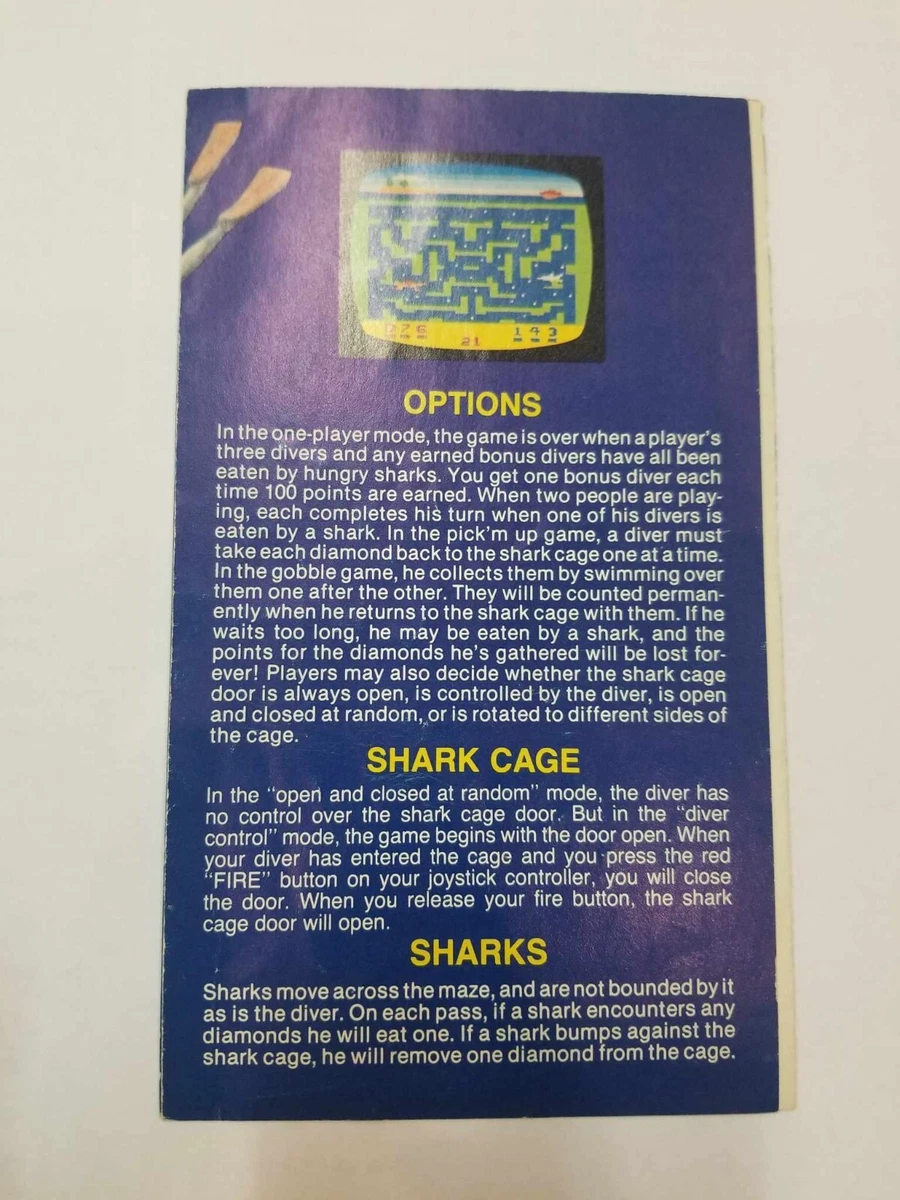 276
21
143
OPTIONS
In the one-player mode, the game is over when a player's
three divers and any earned bonus divers have all been
eaten by hungry sharks. You get one bonus diver each
time 100 points are earned. When two people are play-
ing, each completes his turn when one of his divers is
eaten by a shark. In the pick'm up game, a diver must
take each diamond back to the shark cage one at a time.
In the gobble game, he collects them by swimming over
them one after the other. They will be counted perman-
ently when he returns to the shark cage with them. If he
waits too long, he may be eaten by a shark, and the
points for the diamonds he's gathered will be lost for-
ever! Players may also decide whether the shark cage
door is always open, is controlled by the diver, is open
and closed at random, or is rotated to different sides of
the cage.
SHARK CAGE
In the "open and closed at random" mode, the diver has
no control over the shark cage door. But in the "diver
control" mode, the game begins with the door open. When
your diver has entered the cage and you press the red
"FIRE" button on your joystick controller, you will close
the door. When you release your fire button, the shark
cage door will open.
SHARKS
Sharks move across the maze, and are not bounded by it
as is the diver. On each pass, if a shark encounters any
diamonds he will eat one. If a shark bumps against the
shark cage, he will remove one diamond from the cage.